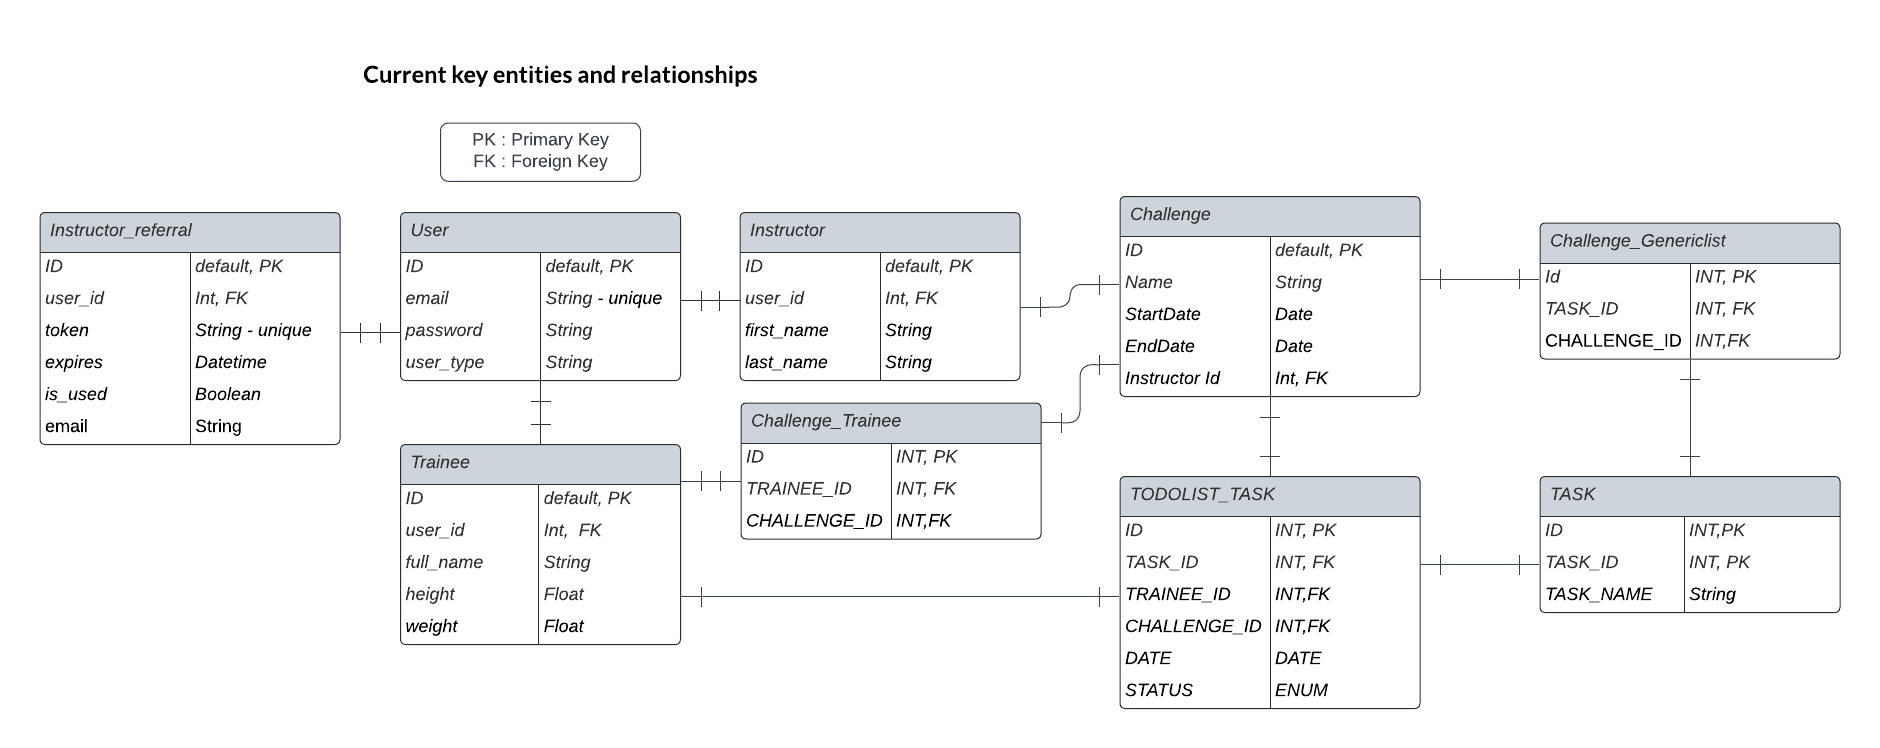 Current key entities and relationships
PK : Primary Key
FK : Foreign Key
Instructor_referral
ID default, PK
user_id Int, FK
token String - unique
expires Datetime
is_used Boolean
email String
User
ID default, PK
email String - unique
password String
user_type String
Instructor
ID default, PK
user_id Int, FK
first_name String
last_name String
Challenge
ID default, PK
Name String
StartDate Date
EndDate Date
Instructor Id Int, FK
Challenge_Genericlist
Id INT, PK
TASK_ID INT, FK
CHALLENGE_ID INT,FK
Trainee
ID default, PK
user_id Int, FK
full_name String
height Float
weight Float
Challenge_Trainee
ID INT, PK
TRAINEE_ID INT, FK
CHALLENGE_ID INT,FK
TODOLIST_TASK
ID INT, PK
TASK_ID INT, FK
TRAINEE_ID INT,FK
CHALLENGE_ID INT,FK
DATE DATE
STATUS ENUM
TASK
ID INT,PK
TASK_ID INT, PK
TASK_NAME String